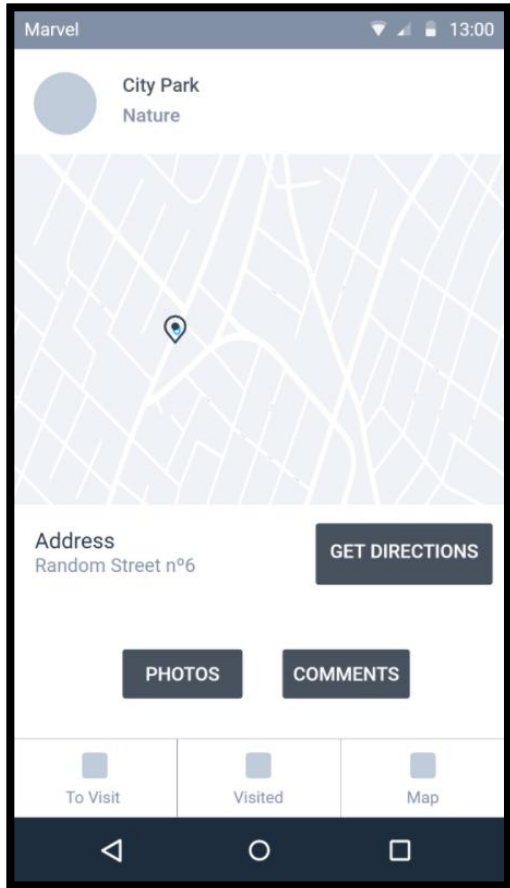 Marvel 13:00
City Park
Nature
Address
Random Street nº6
GET DIRECTIONS
PHOTOS COMMENTS
To Visit Visited Map